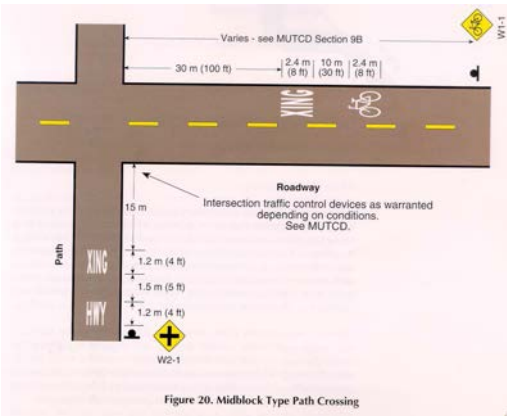 W1-1
Varies - see MUTCD Section 9B
30 m (100 ft)
2.4 m
(8 ft)
10 m
(30 ft)
2.4 m
(8 ft)
XING
Roadway
Intersection traffic control devices as warranted
depending on conditions.
See MUTCD.
15 m
Path
XING
1.2 m (4 ft)
1.5 m (5 ft)
HWY
1.2 m (4 ft)
W2-1
Figure 20. Midblock Type Path Crossing